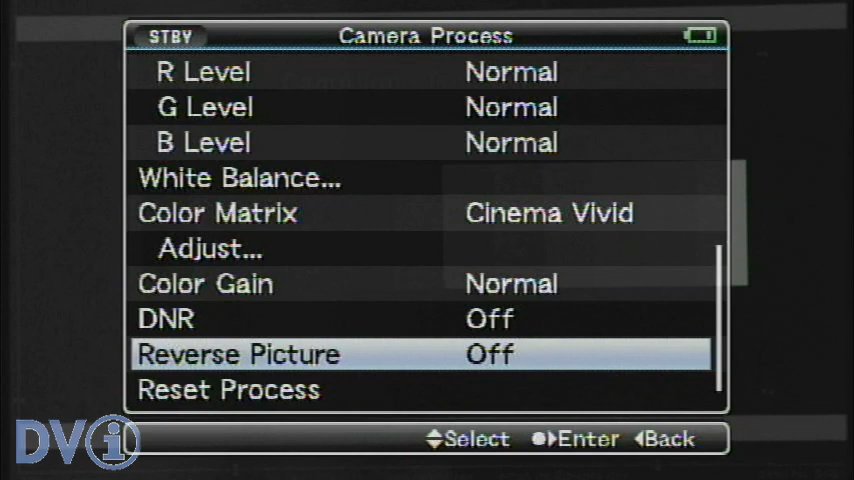 STBY Camera Process
R Level Normal
G Level Normal
B Level Normal
White Balance...
Color Matrix Cinema Vivid
Adjust...
Color Gain Normal
DNR Off
Reverse Picture Off
Reset Process
Select Enter Back
DVi